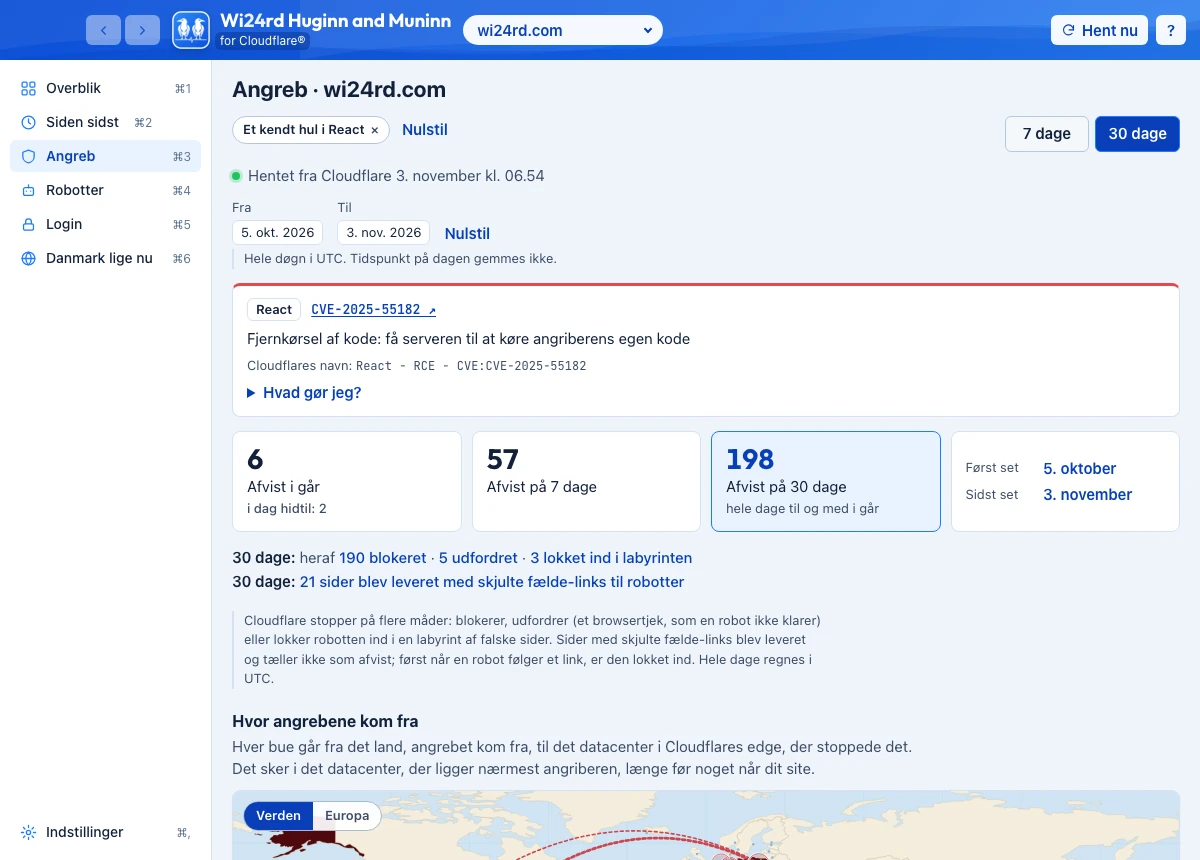 Wi24rd Huginn and Muninn
for Cloudflare®
wi24rd.com
Hent nu
?
Overblik ⌘1
Siden sidst ⌘2
Angreb ⌘3
Robotter ⌘4
Login ⌘5
Danmark lige nu ⌘6
Indstillinger ⌘,
Angreb · wi24rd.com
Et kendt hul i React × Nulstil
7 dage 30 dage
Hentet fra Cloudflare 3. november kl. 06.54
Fra Til
5. okt. 2026 3. nov. 2026 Nulstil
Hele døgn i UTC. Tidspunkt på dagen gemmes ikke.
React CVE-2025-55182 ↗
Fjernkørsel af kode: få serveren til at køre angriberens egen kode
Cloudflares navn: React - RCE - CVE:CVE-2025-55182
Hvad gør jeg?
6
Afvist i går
i dag hidtil: 2
57
Afvist på 7 dage
198
Afvist på 30 dage
hele dage til og med i går
Først set 5. oktober
Sidst set 3. november
30 dage: heraf 190 blokeret · 5 udfordret · 3 lokket ind i labyrinten
30 dage: 21 sider blev leveret med skjulte fælde-links til robotter
Cloudflare stopper på flere måder: blokerer, udfordrer (et browsertjek, som en robot ikke klarer)
eller lokker robotten ind i en labyrint af falske sider. Sider med skjulte fælde-links blev leveret
og tæller ikke som afvist; først når en robot følger et link, er den lokket ind. Hele dage regnes i
UTC.
Hvor angrebene kom fra
Hver bue går fra det land, angrebet kom fra, til det datacenter i Cloudflares edge, der stoppede det.
Det sker i det datacenter, der ligger nærmest angriberen, længe før noget når dit site.
Verden Europa